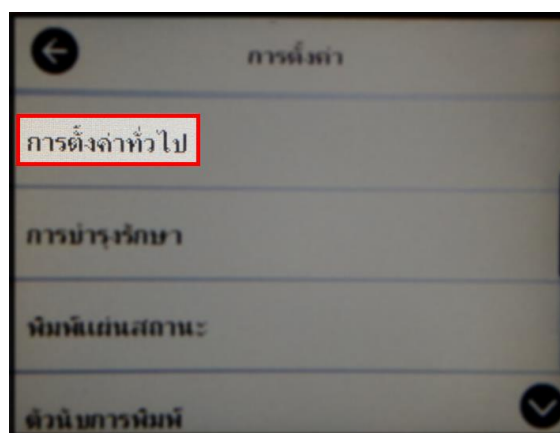 การตั้งค่า
การตั้งค่าทั่วไป
การบำรุงรักษา
พิมพ์แผ่นสถานะ
ตัวนับการพิมพ์